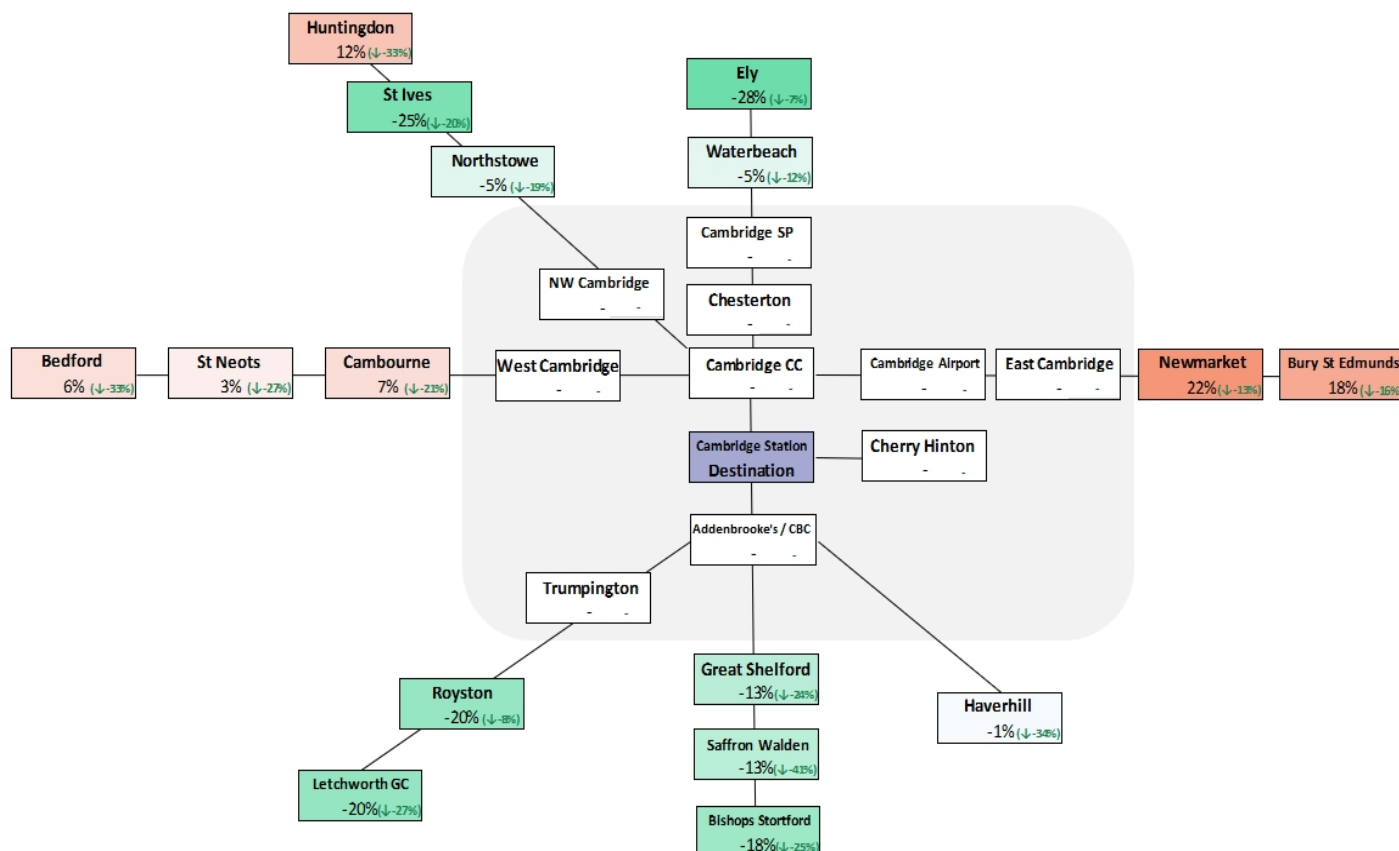 Huntingdon
12% (↓-33%)
St Ives
-25%(↓-20%)
Ely
-28% (↓-7%)
Northstowe
-5% (↓-19%)
Waterbeach
-5% (↓-12%)
Cambridge SP
- -
NW Cambridge
- -
Chesterton
- -
Bedford
6% (↓-33%)
St Neots
3% (↓-27%)
Cambourne
7% (↓-21%)
West Cambridge
- -
Cambridge CC
- -
Cambridge Airport
- -
East Cambridge
- -
Newmarket
22%(↓-13%)
Bury St Edmunds
18% (↓-16%)
Cambridge Station
Destination
Cherry Hinton
- -
Addenbrooke's / CBC
- -
Trumpington
- -
Great Shelford
-13%(↓-24%)
Royston
-20% (↓-8%)
Haverhill
-1% (↓-34%)
Saffron Walden
-13%(↓-41%)
Letchworth GC
-20%(↓-27%)
Bishops Stortford
-18%(↓-25%)